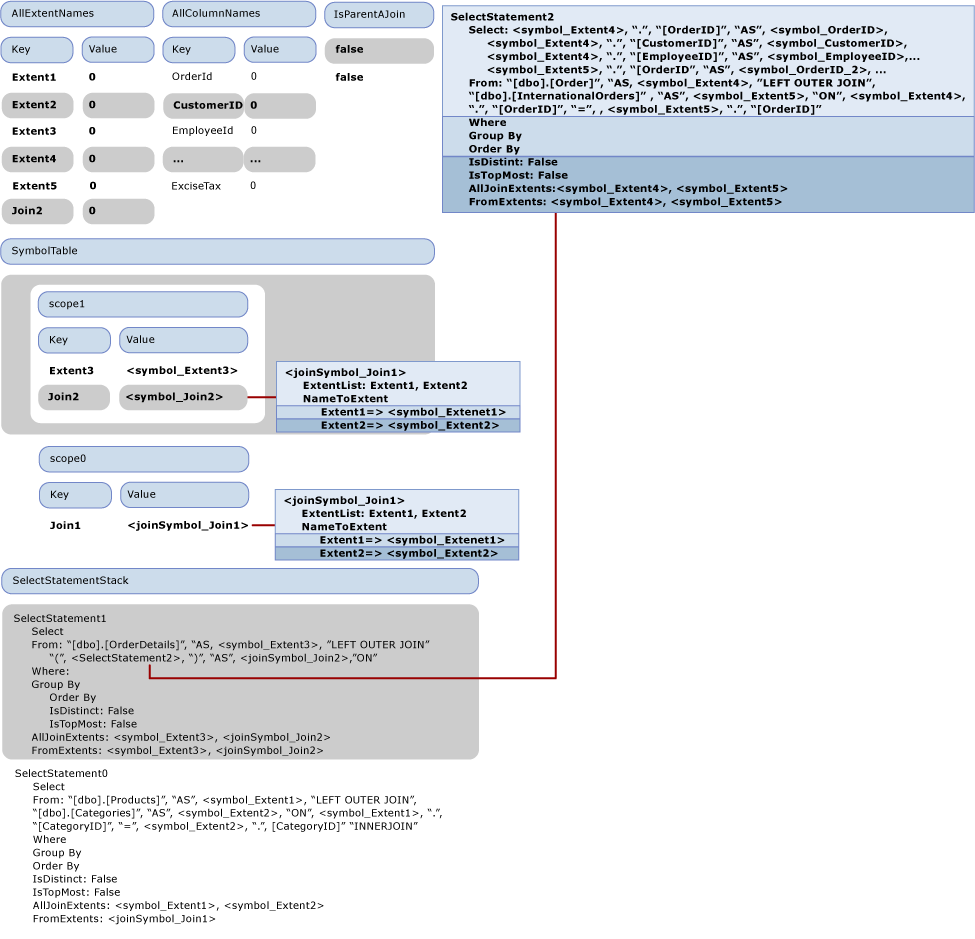 AllExtentNames
AllColumnNames
IsParentAJoin
Key
Value
Key
Value
false
Extent1
0
OrderId
0
false
Extent2
0
CustomerID
0
Extent3
0
EmployeeId
0
Extent4
0
...
...
Extent5
0
ExciseTax
0
Join2
0
SelectStatement2
Select: <symbol_Extent4>, “.”, “[OrderID]”, “AS”, <symbol_OrderID>,
<symbol_Extent4>, “.”, “[CustomerID]”, “AS”, <symbol_CustomerID>,
<symbol_Extent4>, “.”, “[EmployeeID]”, “AS”, <symbol_EmployeeID>,...
<symbol_Extent5>, “.”, “[OrderID”, “AS”, <symbol_OrderID_2>, ...
From: “[dbo].[Order]”, “AS, <symbol_Extent4>, “LEFT OUTER JOIN”,
“[dbo].[InternationalOrders]” , “AS”, <symbol_Extent5>, “ON”, <symbol_Extent4>,
“.”, “[OrderID]”, “=”, , <symbol_Extent5>, “.”, “[OrderID]”
Where
Group By
Order By
IsDistint: False
IsTopMost: False
AllJoinExtents:<symbol_Extent4>, <symbol_Extent5>
FromExtents: <symbol_Extent4>, <symbol_Extent5>
SymbolTable
scope1
Key
Value
Extent3
<symbol_Extent3>
Join2
<symbol_Join2>
<joinSymbol_Join1>
ExtentList: Extent1, Extent2
NameToExtent
Extent1=> <symbol_Extenet1>
Extent2=> <symbol_Extent2>
scope0
Key
Value
Join1
<joinSymbol_Join1>
<joinSymbol_Join1>
ExtentList: Extent1, Extent2
NameToExtent
Extent1=> <symbol_Extenet1>
Extent2=> <symbol_Extent2>
SelectStatementStack
SelectStatement1
Select
From: “[dbo].[OrderDetails]”, “AS, <symbol_Extent3>, “LEFT OUTER JOIN”
“(”, <SelectStatement2>, “)”, “AS”, <joinSymbol_Join2>,“ON”
Where:
Group By
Order By
IsDistinct: False
IsTopMost: False
AllJoinExtents: <symbol_Extent3>, <joinSymbol_Join2>
FromExtents: <symbol_Extent3>, <joinSymbol_Join2>
SelectStatement0
Select
From: “[dbo].[Products]”, “AS”, <symbol_Extent1>, “LEFT OUTER JOIN”,
“[dbo].[Categories]”, “AS”, <symbol_Extent2>, “ON”, <symbol_Extent1>, “.”,
“[CategoryID]”, “=”, <symbol_Extent2>, “.”, [CategoryID]” “INNERJOIN”
Where
Group By
Order By
IsDistinct: False
IsTopMost: False
AllJoinExtents: <symbol_Extent1>, <symbol_Extent2>
FromExtents: <joinSymbol_Join1>